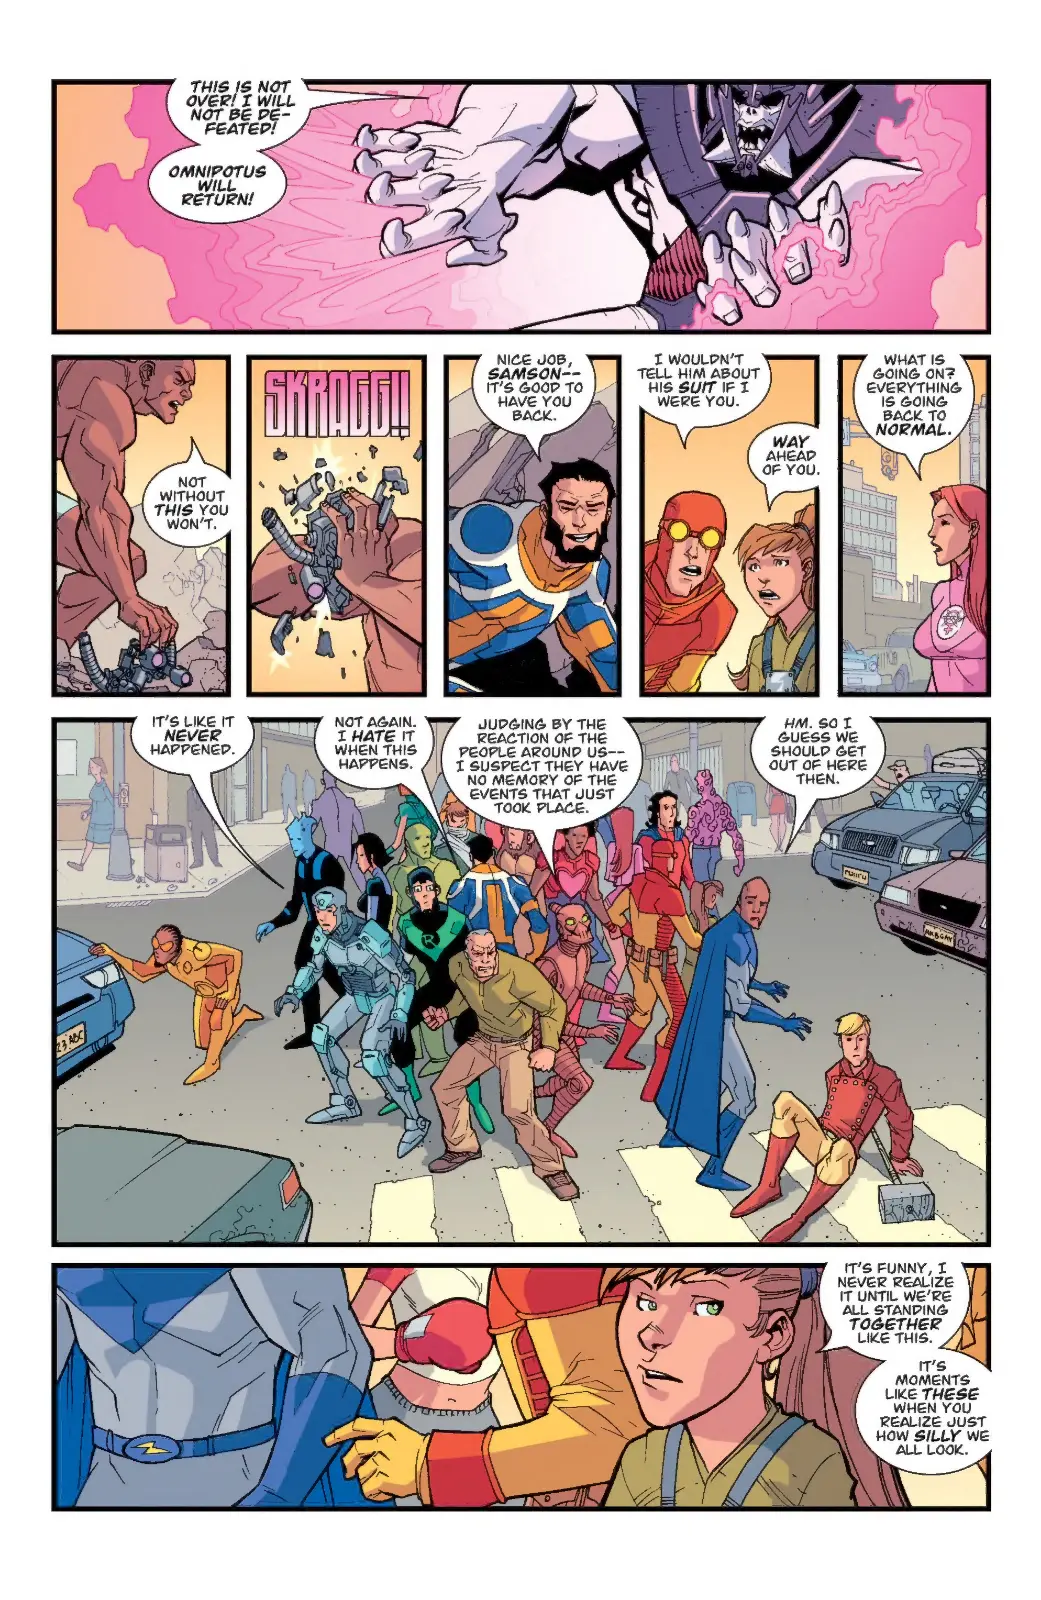 THIS IS NOT
OVER! I WILL
NOT BE DE-
FEATED!
OMNIPOTUS
WILL
RETURN!
NOT
WITHOUT
THIS YOU
WON'T.
SKRAGG!!
NICE JOB,
SAMSON--
IT'S GOOD TO
HAVE YOU
BACK.
I WOULDN'T
TELL HIM ABOUT
HIS SUIT IF I
WERE YOU.
WAY
AHEAD
OF YOU.
WHAT IS
GOING ON?
EVERYTHING
IS GOING
BACK TO
NORMAL.
IT'S LIKE IT
NEVER
HAPPENED.
NOT AGAIN.
I HATE IT
WHEN THIS
HAPPENS.
JUDGING BY THE
REACTION OF THE
PEOPLE AROUND US--
I SUSPECT THEY HAVE
NO MEMORY OF THE
EVENTS THAT JUST
TOOK PLACE.
HM. SO I
GUESS WE
SHOULD GET
OUT OF HERE
THEN.
23 ABC
R
IT'S FUNNY, I
NEVER REALIZE
IT UNTIL WE'RE
ALL STANDING
TOGETHER
LIKE THIS.
IT'S
MOMENTS
LIKE THESE
WHEN YOU
REALIZE JUST
HOW SILLY WE
ALL LOOK.